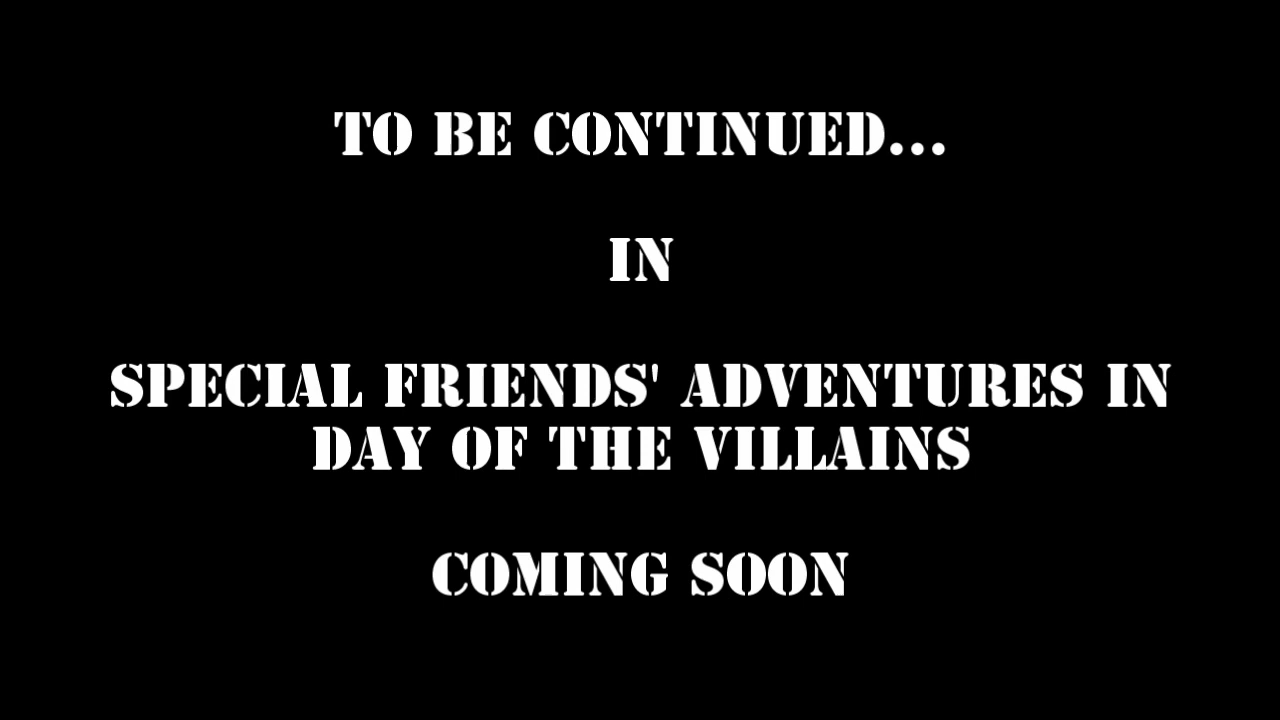 TO BE CONTINUED...
IN
SPECIAL FRIENDS' ADVENTURES IN
DAY OF THE VILLAINS
COMING SOON